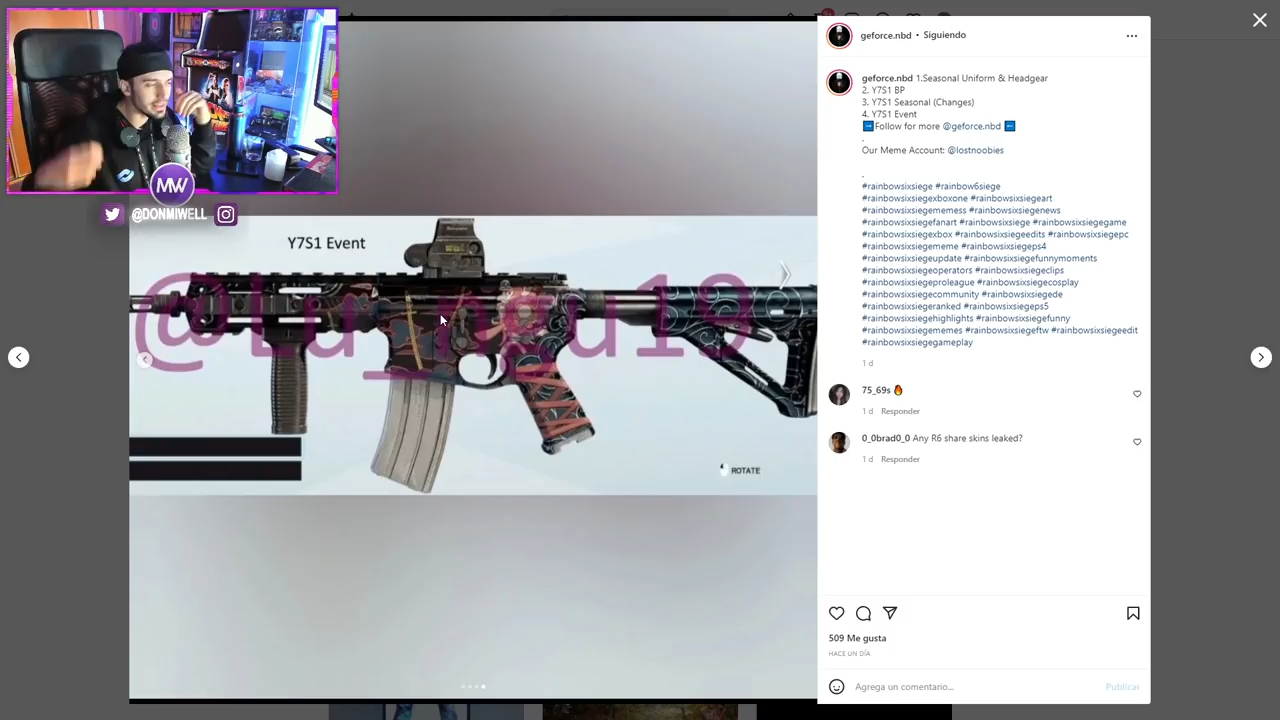 geforce.nbd • Siguiendo
geforce.nbd 1.Seasonal Uniform & Headgear
2. Y7S1 BP
3. Y7S1 Seasonal (Changes)
4. Y7S1 Event
Follow for more @geforce.nbd
.
Our Meme Account: @lostnoobies
.
#rainbowsixsiege #rainbow6siege
#rainbowsixsiegexboxone #rainbowsixsiegeart
#rainbowsixsiegememess #rainbowsixsiegenews
#rainbowsixsiegefanart #rainbowsixsiege #rainbowsixsiegegame
#rainbowsixsiegexbox #rainbowsixsiegeedits #rainbowsixsiegepc
#rainbowsixsiegememe #rainbowsixsiegeps4
#rainbowsixsiegeupdate #rainbowsixsiegefunnymoments
#rainbowsixsiegeoperators #rainbowsixsiegeclips
#rainbowsixsiegeproleague #rainbowsixsiegecosplay
#rainbowsixsiegecommunity #rainbowsixsiegede
#rainbowsixsiegeranked #rainbowsixsiegeps5
#rainbowsixsiegehighlights #rainbowsixsiegefunny
#rainbowsixsiegememes #rainbowsixsiegeftw #rainbowsixsiegeedit
#rainbowsixsiegegameplay
1 d
75_69s
1 d Responder
0_0brad0_0 Any R6 share skins leaked?
1 d Responder
509 Me gusta
HACE UN DÍA
Agrega un comentario...
Publicar
MW
@DONMIWELL
Y7S1 Event
ROTATE